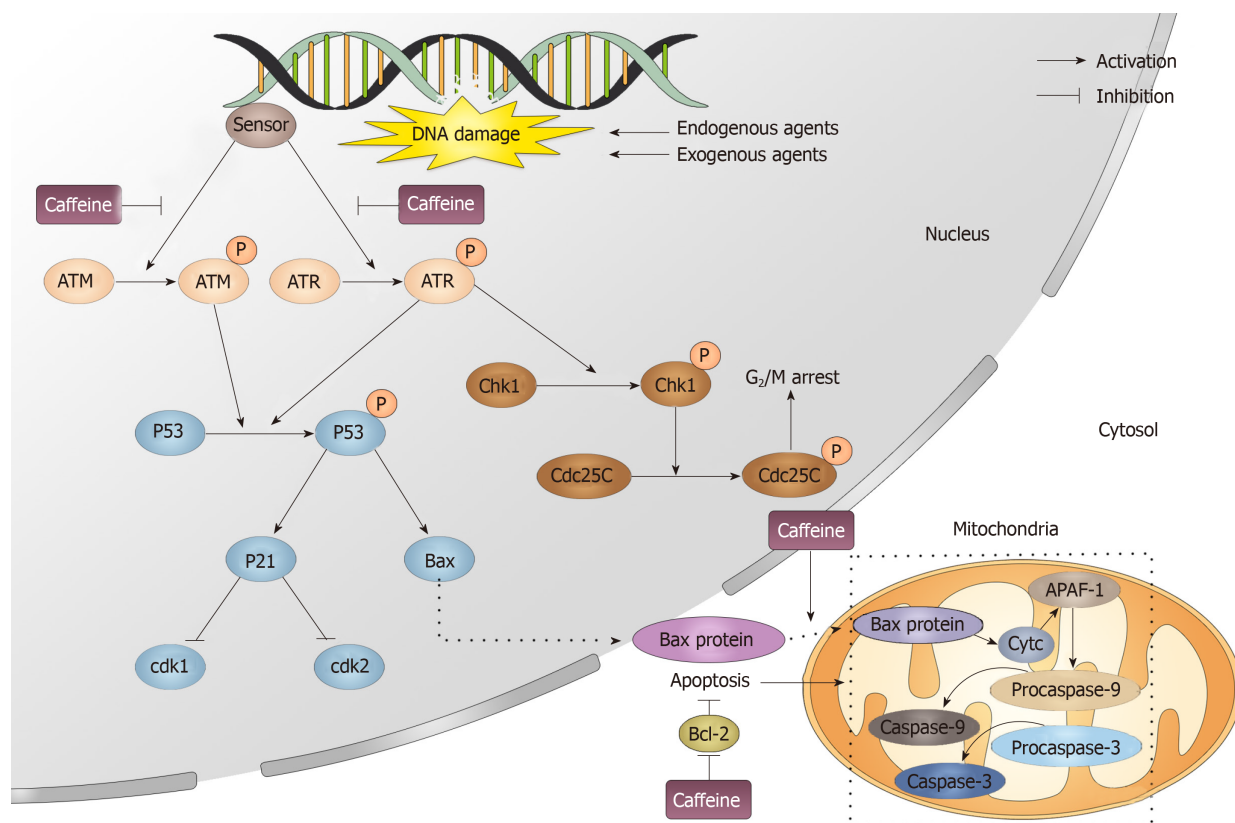 Activation
Inhibition
Sensor
DNA damage
Endogenous agents
Exogenous agents
Caffeine
Caffeine
Nucleus
P
P
ATM
ATM
ATR
ATR
P
Chk1
Chk1
G₂/M arrest
P
P53
P53
Cytosol
P
Cdc25C
Cdc25C
Caffeine
Mitochondria
P21
Bax
APAF-1
Bax protein
Bax protein
Cytc
cdk1
cdk2
Apoptosis
Procaspase-9
Bcl-2
Caspase-9
Procaspase-3
Caspase-3
Caffeine